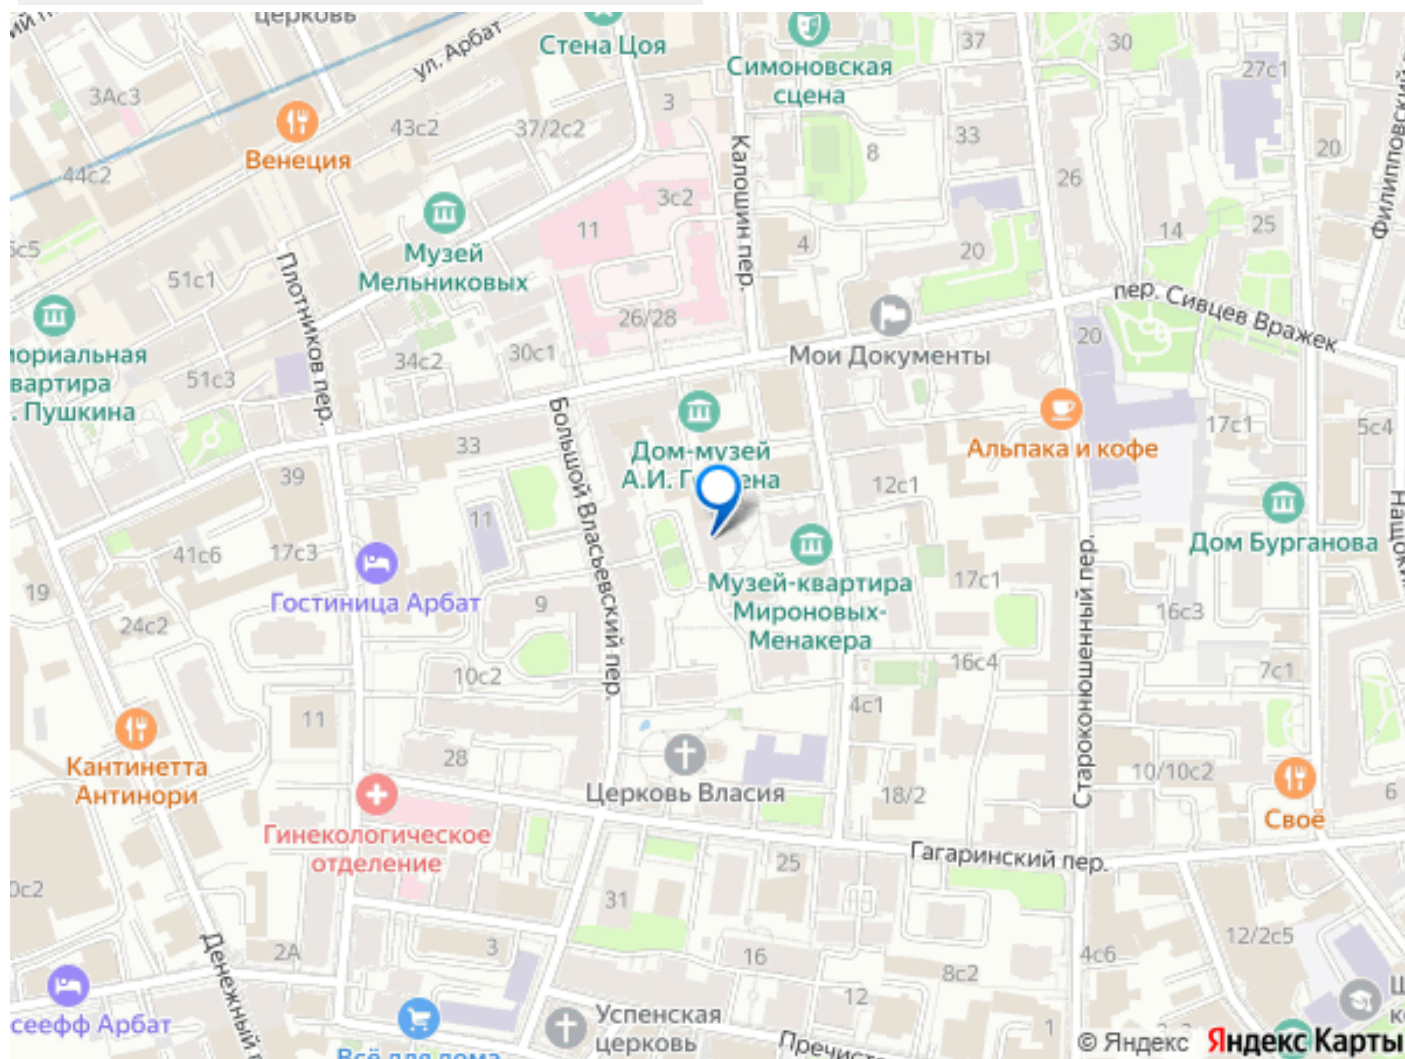 церковь
ул. Арбат
Стена Цоя
Симоновская
сцена
37
30
27с1
3Ас3
Венеция
43с2
37/2с2
3
33
8
20
44с2
26
Калошин пер.
Филипповский
3с2
Музей
Мельниковых
11
4
20
14
25
51с1
Плотников пер.
26/28
Мои Документы
пер. Сивцев Вражек
20
квартира
Пушкина
51с3
34с2
30с1
Дом-музей
Альпака и кофе
17с1
5с4
33
Большой Власьевский пер.
39
11
12с1
41с6
17с3
Дом Бурганова
Гостиница Арбат
19
24с2
9
Музей-квартира
Мироновых-
Менакера
17с1
16с3
Староконюшенный пер.
10с2
16с4
7с1
11
4с1
Кантинетта
Антинори
28
Церковь Власия
18/2
10/10с2
6
Своё
Гинекологическое
отделение
Гагаринский пер.
25
31
2А
3
16
8с2
4с6
12/2с5
Денежный
Арбат
12
1
Успенская
церковь
Всё для дома
© Яндекс Яндекс Карты